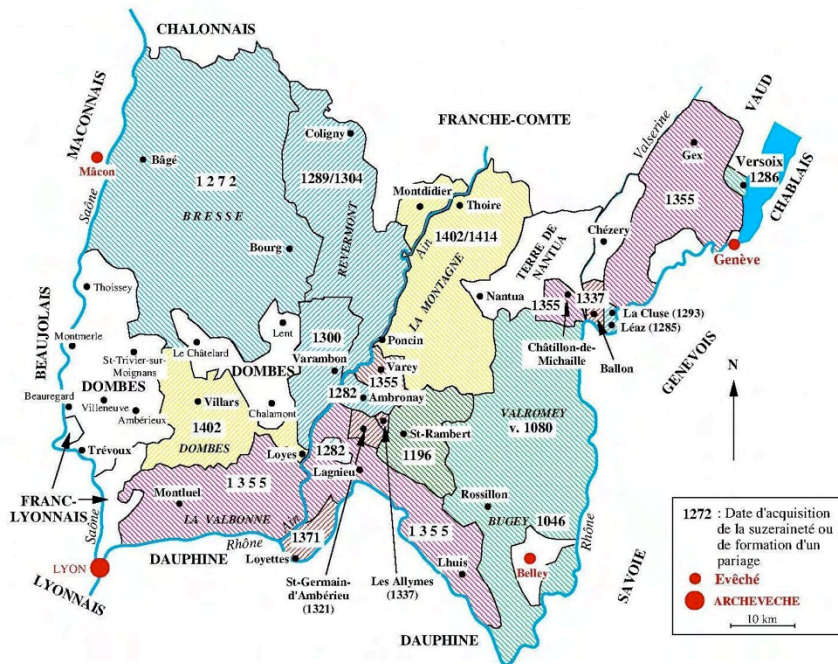 CHALONNAIS
MACONNAIS
Mâcon
Saône
Bâgé
1272
BRESSE
Bourg
Coligny
1289/1304
REVERMONT
FRANCHE-COMTE
Montdidier
Thoire
Ain
1402/1414
LA MONTAGNE
TERRE DE
NANTUA
Nantua
Chézery
Valserine
Gex
1355
VAUD
Versoix
1286
CHABLAIS
Genève
1355
1337
La Cluse (1293)
Léaz (1285)
Châtillon-de-
Michaille
Ballon
GENEVOIS
Thoissey
BEAUJOLAIS
Montmerle
St-Trivier-sur-
Moignans
Le Châtelard
Lent
DOMBES
DOMBES
Beauregard
Villeneuve
Ambérieux
Villars
Chalamont
1402
DOMBES
Trévoux
FRANC-
LYONNAIS
Saône
1300
Varambon
Poncin
Varey
1355
1282
Ambronay
St-Rambert
1196
VALROMEY
v. 1080
Loyes
1282
Lagnieu
1355
Montluel
LA VALBONNE
Ain
Rossillon
BUGEY
1046
Rhône
LYON
LYONNAIS
DAUPHINE
Rhône
1371
Loyettes
St-Germain-
d'Ambérieu
(1321)
Les Allymes
(1337)
1355
Lhuis
Belley
SAVOIE
DAUPHINE
N
1272 : Date d'acquisition
de la suzeraineté ou
de formation d'un
pariage
Evêché
ARCHEVECHE
10 km